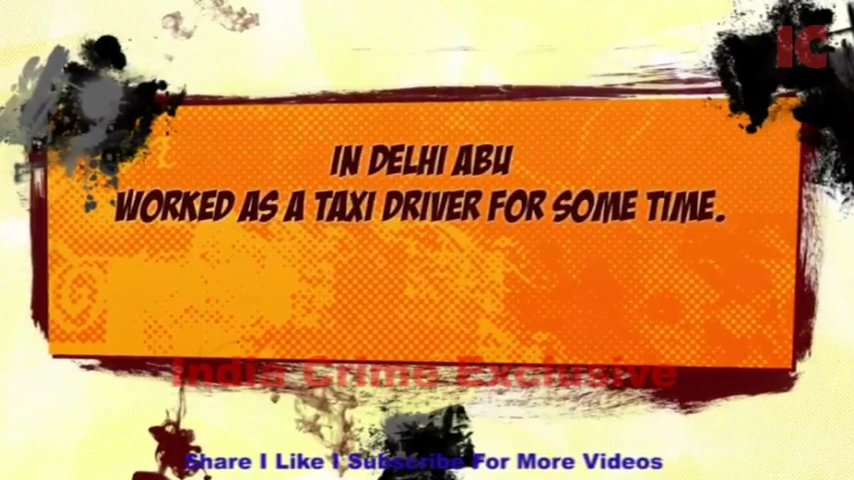 IC
IN DELHI ABU
WORKED AS A TAXI DRIVER FOR SOME TIME.
India Crime Exclusive
Share I Like I Subscribe For More Videos